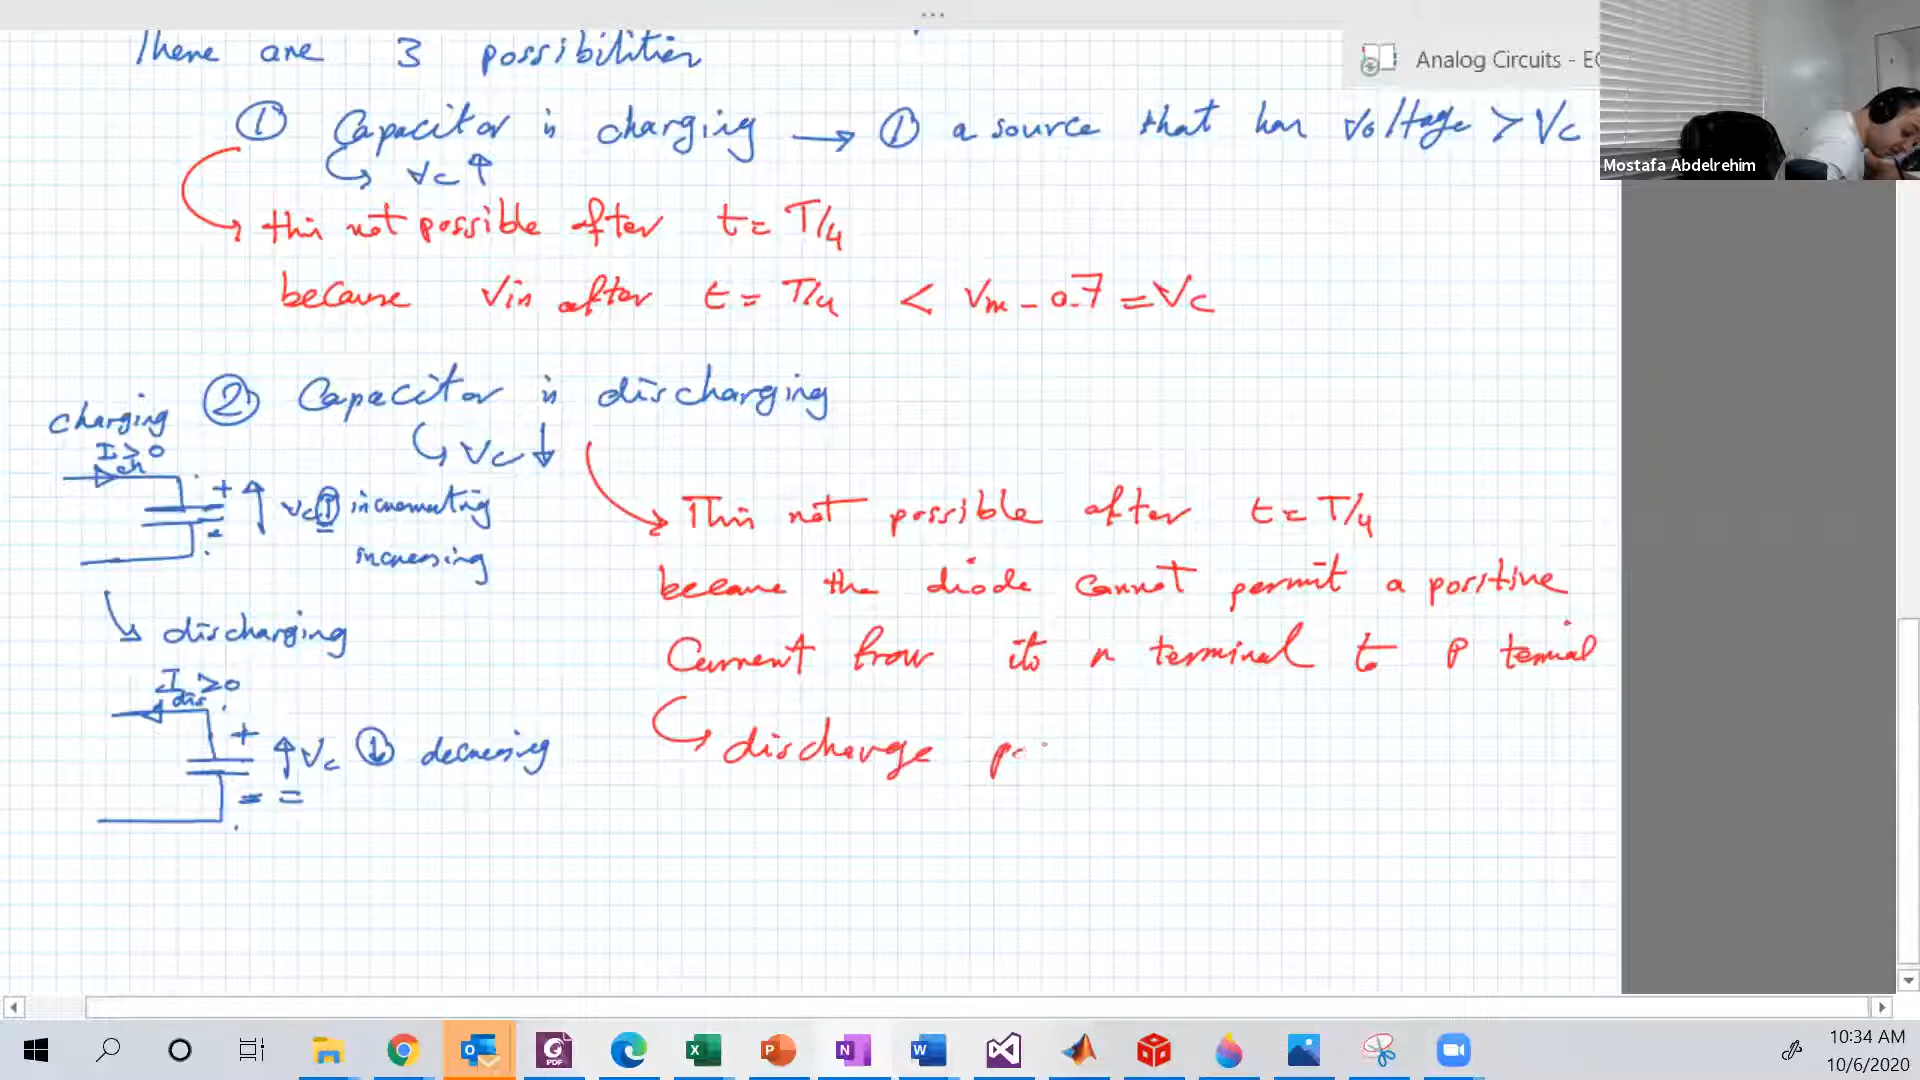 There are 3 possibilities
Analog Circuits - EC
① Capacitor is charging → ① a source that has voltage > Vc
Vc ↑
Mostafa Abdelrehim
this not possible after t = T/4
because Vin after t = T/4 < Vm - 0.7 = Vc
② Capacitor is discharging
Vc ↓
charging
I ch > 0
+ Vc ↑ incrementing
increasing
This not possible after t = T/4
because the diode cannot permit a positive
Current from its n terminal to P terminal
discharging
I dis > 0
+ Vc ↓ decreasing
discharge p
10:34 AM
10/6/2020